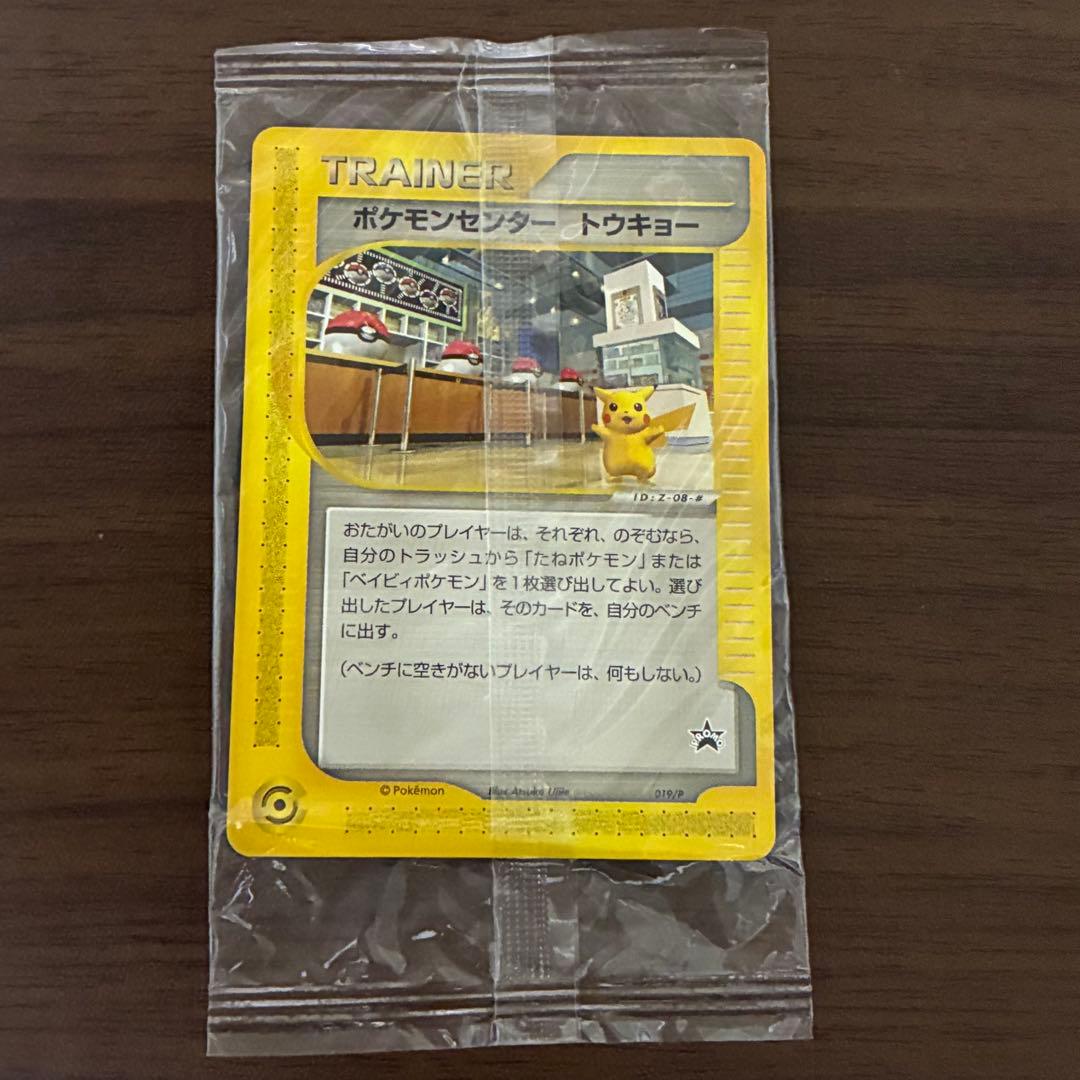 TRAINER
ポケモンセンター トウキョー
ID:Z-08-#
おたがいのプレイヤーは、それぞれ、のぞむなら、
自分のトラッシュから「たねポケモン」または
「ベイビィポケモン」を1枚選び出してよい。選び
出したプレイヤーは、そのカードを、自分のベンチ
に出す。
(ベンチに空きがないプレイヤーは、何もしない。)
PROMO
©Pokémon Illus. Atsuko Ujiie 019/P